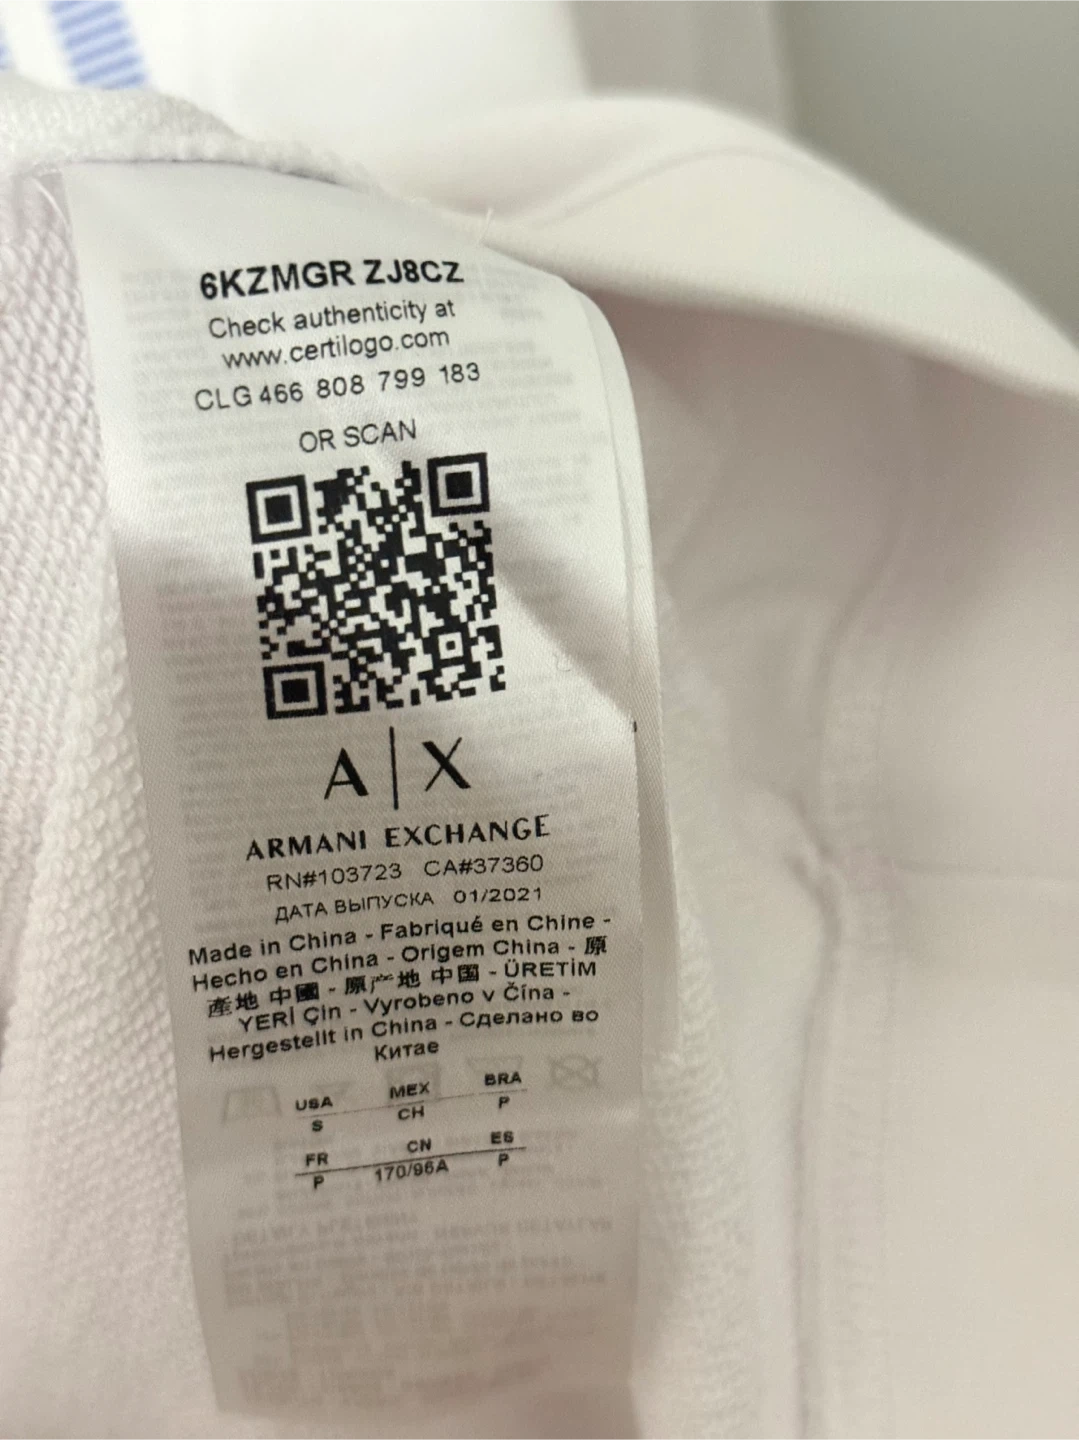 6KZMGR ZJ8CZ
Check authenticity at
www.certilogo.com
CLG 466 808 799 183
OR SCAN
A|X
ARMANI EXCHANGE
RN#103723 CA#37360
ДАТА ВЫПУСКА 01/2021
Made in China - Fabriqué en Chine -
Hecho en China - Origem China - 原
產地 中國 - 原产地 中国 - ÜRETİM
YERİ Çin - Vyrobeno v Čína -
Hergestellt in China - Сделано во
Китае
USA MEX BRA
S CH P
FR CN ES
P 170/96A P